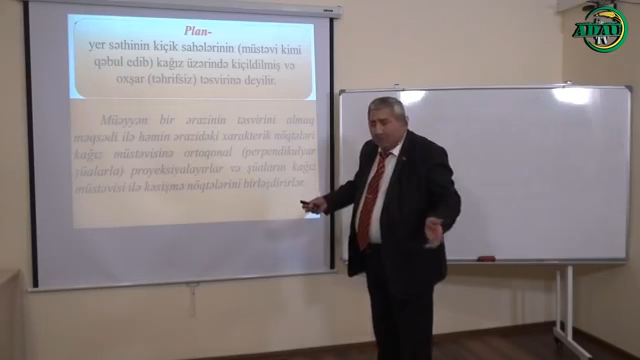 ADAU
TV
Plan-
yer səthinin kiçik sahələrinin (müstəvi kimi
qəbul edib) kağız üzərində kiçildilmiş və
oxşar (təhrifsiz) təsvirinə deyilir.
Müəyyən bir ərazinin təsvirini almaq
məqsədi ilə həmin ərazidəki xarakterik nöqtələri
kağız müstəvisinə ortoqonal (perpendikulyar
şüalarla) proyeksiyalayırlar və şüaların kağız
müstəvisi ilə kəsişmə nöqtələrini birləşdirirlər.